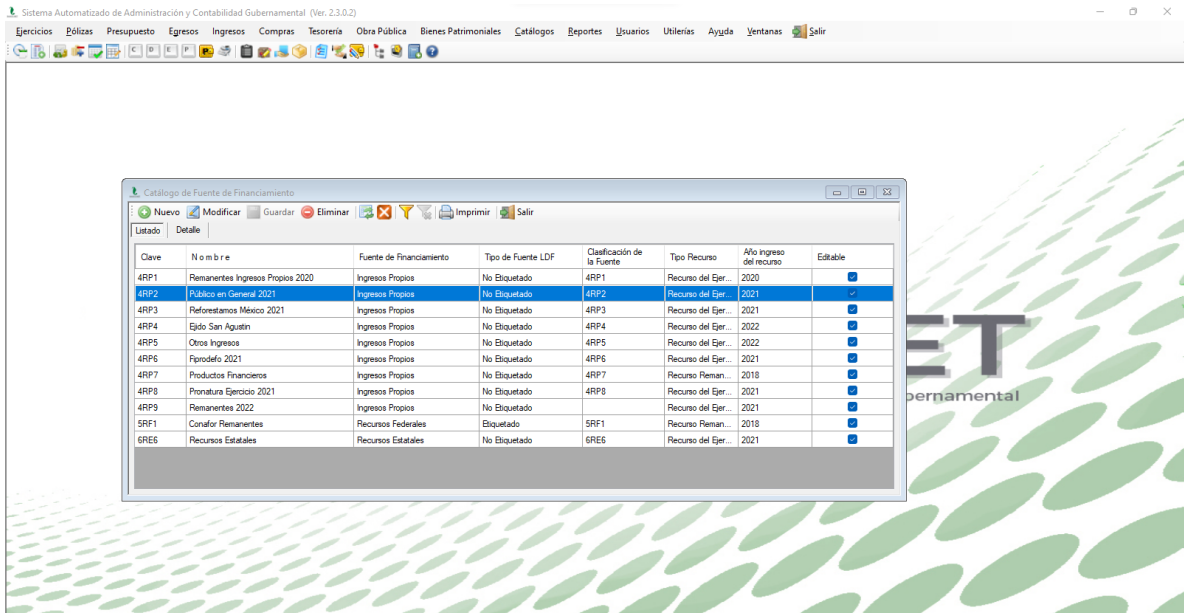 Sistema Automatizado de Administración y Contabilidad Gubernamental (Ver. 2.3.0.2)
Ejercicios Pólizas Presupuesto Egresos Ingresos Compras Tesorería Obra Pública Bienes Patrimoniales Catálogos Reportes Usuarios Utilerías Ayuda Ventanas Salir
C D E P P
Catálogo de Fuente de Financiamiento
Nuevo Modificar Guardar Eliminar Imprimir Salir
Listado Detalle
Clave Nombre Fuente de Financiamiento Tipo de Fuente LDF Clasificación de la Fuente Tipo Recurso Año ingreso del recurso Editable
4RP1 Remanentes Ingresos Propios 2020 Ingresos Propios No Etiquetado 4RP1 Recurso del Ejer... 2020
4RP2 Público en General 2021 Ingresos Propios No Etiquetado 4RP2 Recurso del Ejer... 2021
4RP3 Reforestamos México 2021 Ingresos Propios No Etiquetado 4RP3 Recurso del Ejer... 2021
4RP4 Ejido San Agustin Ingresos Propios No Etiquetado 4RP4 Recurso del Ejer... 2022
4RP5 Otros Ingresos Ingresos Propios No Etiquetado 4RP5 Recurso del Ejer... 2022
4RP6 Fiprodefo 2021 Ingresos Propios No Etiquetado 4RP6 Recurso del Ejer... 2021
4RP7 Productos Financieros Ingresos Propios No Etiquetado 4RP7 Recurso Reman... 2018
4RP8 Pronatura Ejercicio 2021 Ingresos Propios No Etiquetado 4RP8 Recurso del Ejer... 2021
4RP9 Remanentes 2022 Ingresos Propios No Etiquetado Recurso del Ejer... 2021
5RF1 Conafor Remanentes Recursos Federales Etiquetado 5RF1 Recurso Reman... 2018
6RE6 Recursos Estatales Recursos Estatales No Etiquetado 6RE6 Recurso del Ejer... 2021
ET
bernamental